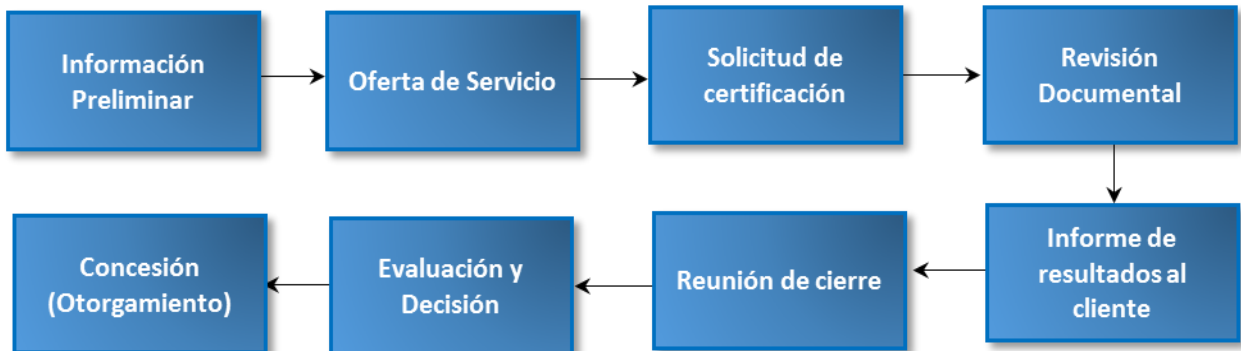 Información
Preliminar
Oferta de Servicio
Solicitud de
certificación
Revisión
Documental
Informe de
resultados al
cliente
Reunión de cierre
Evaluación y
Decisión
Concesión
(Otorgamiento)